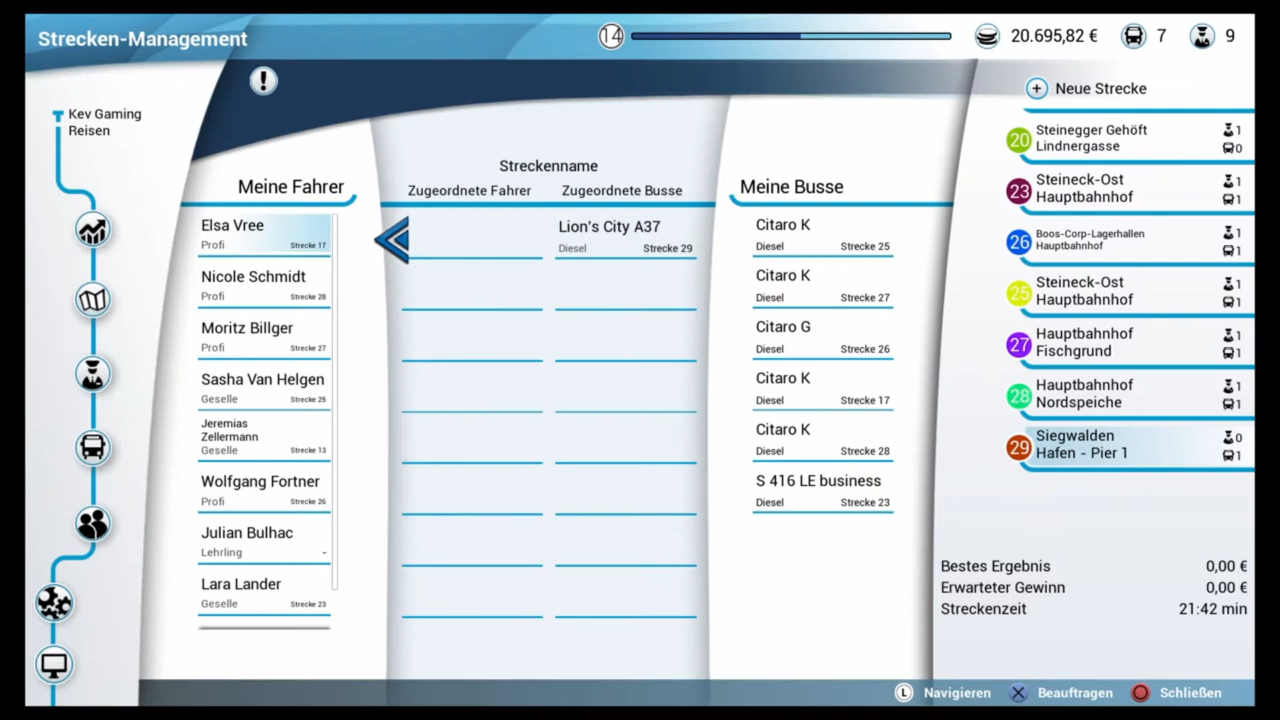 Strecken-Management
14
20.695,82 €
7
9
Kev Gaming
Reisen
!
Meine Fahrer
Elsa Vree
Profi Strecke 17
Nicole Schmidt
Profi Strecke 28
Moritz Billger
Profi Strecke 27
Sasha Van Helgen
Geselle Strecke 25
Jeremias
Zellermann
Geselle Strecke 13
Wolfgang Fortner
Profi Strecke 26
Julian Bulhac
Lehrling -
Lara Lander
Geselle Strecke 23
Streckenname
Zugeordnete Fahrer Zugeordnete Busse
Lion's City A37
Diesel Strecke 29
Meine Busse
Citaro K
Diesel Strecke 25
Citaro K
Diesel Strecke 27
Citaro G
Diesel Strecke 26
Citaro K
Diesel Strecke 17
Citaro K
Diesel Strecke 28
S 416 LE business
Diesel Strecke 23
+ Neue Strecke
20 Steinegger Gehöft 1
Lindnergasse 0
23 Steineck-Ost 1
Hauptbahnhof 1
26 Boos-Corp-Lagerhallen 1
Hauptbahnhof 1
25 Steineck-Ost 1
Hauptbahnhof 1
27 Hauptbahnhof 1
Fischgrund 1
28 Hauptbahnhof 1
Nordspeiche 1
29 Siegwalden 0
Hafen - Pier 1 1
Bestes Ergebnis 0,00 €
Erwarteter Gewinn 0,00 €
Streckenzeit 21:42 min
L Navigieren Beauftragen Schließen